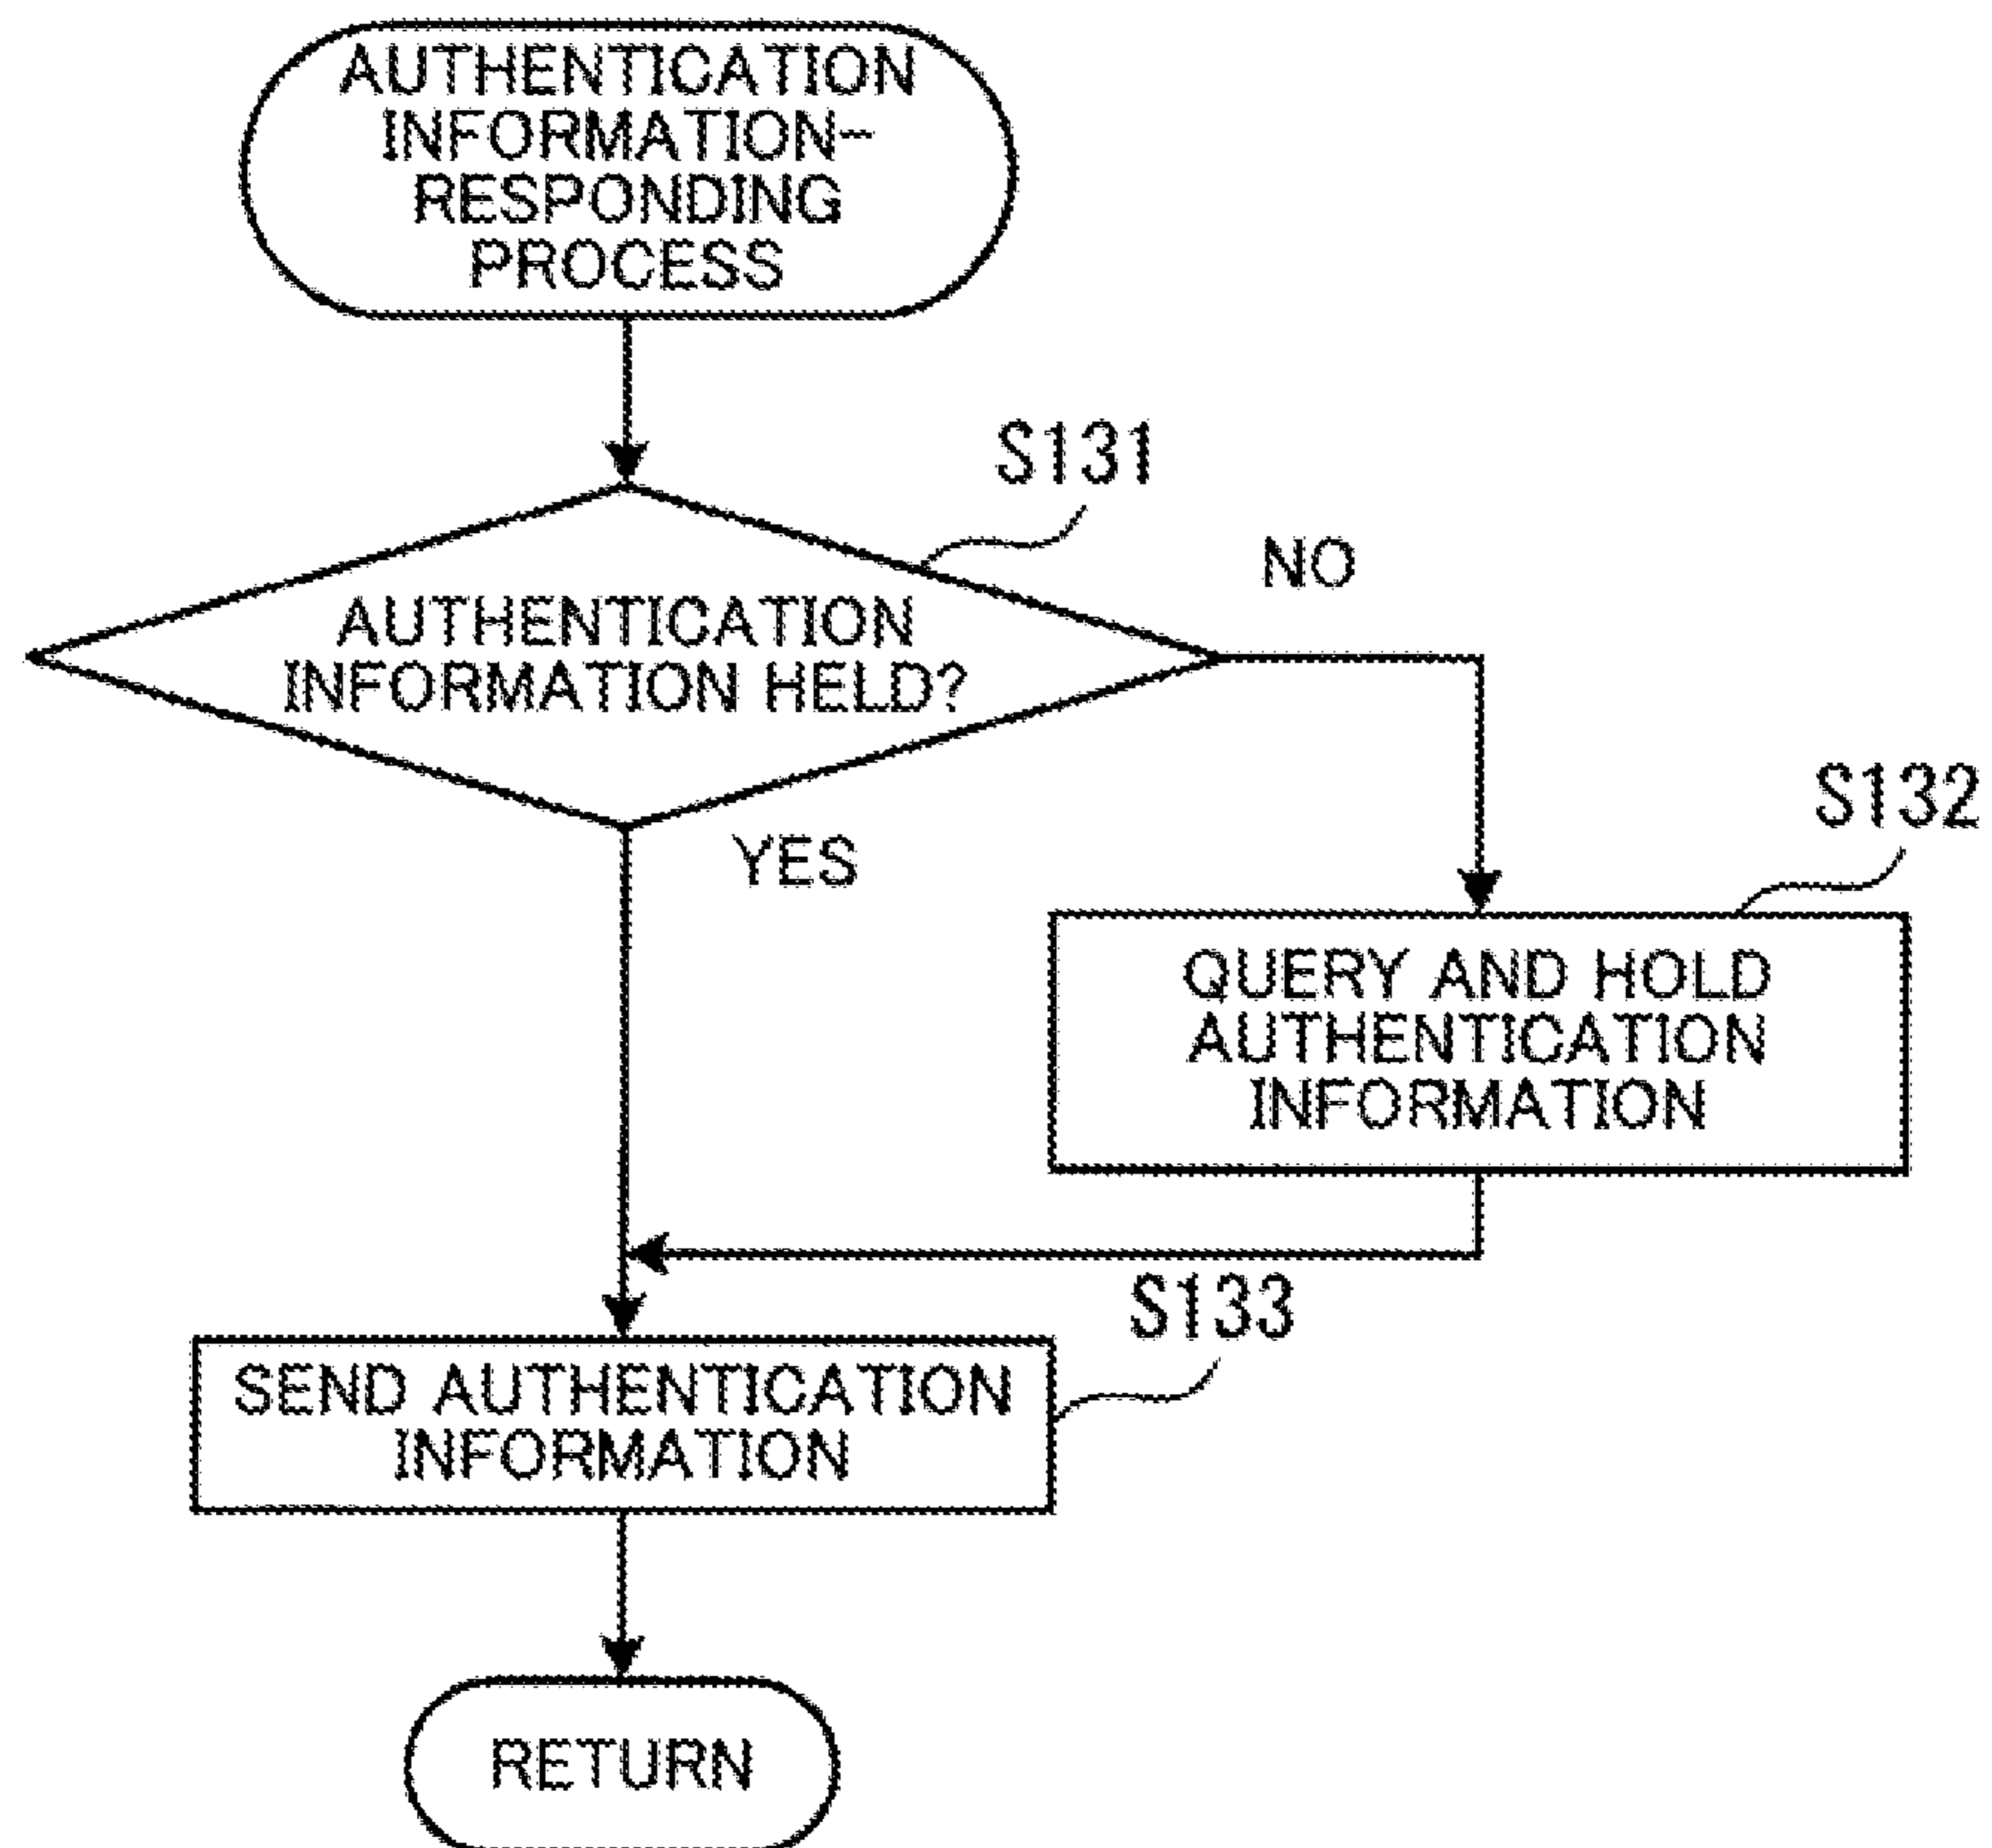 AUTHENTICATION
INFORMATION-
RESPONDING
PROCESS
S131
NO
AUTHENTICATION
INFORMATION HELD?
YES
S132
QUERY AND HOLD
AUTHENTICATION
INFORMATION
S133
SEND AUTHENTICATION
INFORMATION
RETURN